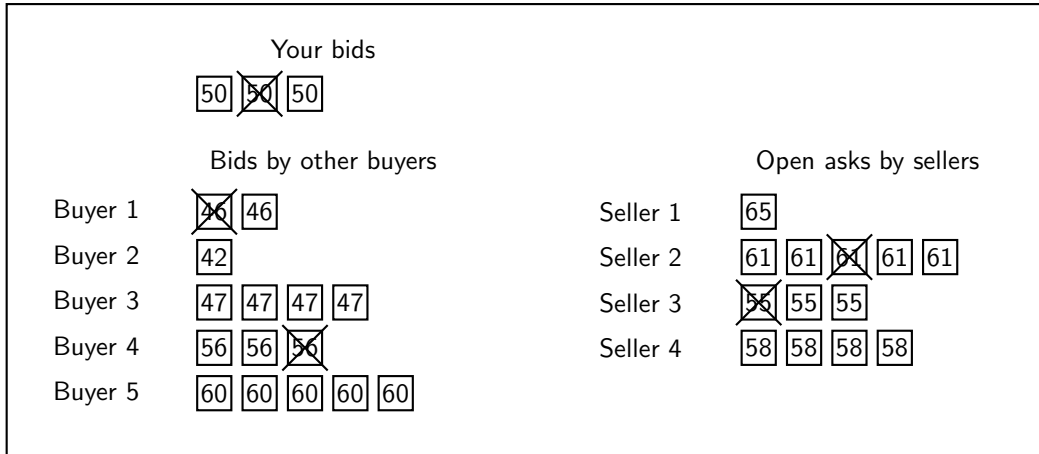 Your bids
50 50 50
Bids by other buyers
Open asks by sellers
Buyer 1 46 46
Seller 1 65
Buyer 2 42
Seller 2 61 61 61 61 61
Buyer 3 47 47 47 47
Seller 3 55 55 55
Buyer 4 56 56 56
Seller 4 58 58 58 58
Buyer 5 60 60 60 60 60